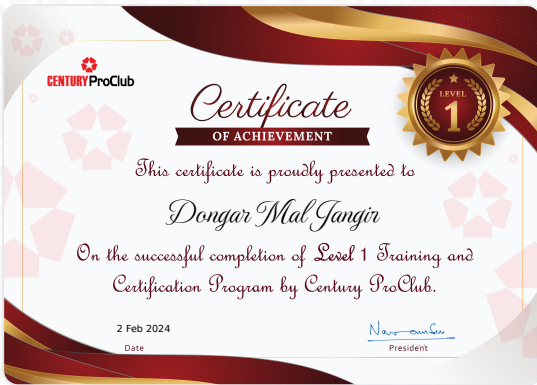 CENTURY ProClub
Certificate
OF ACHIEVEMENT
LEVEL
1
This certificate is proudly presented to
Dongar Mal Jangir
On the successful completion of Level 1 Training and
Certification Program by Century ProClub.
2 Feb 2024
Date
President